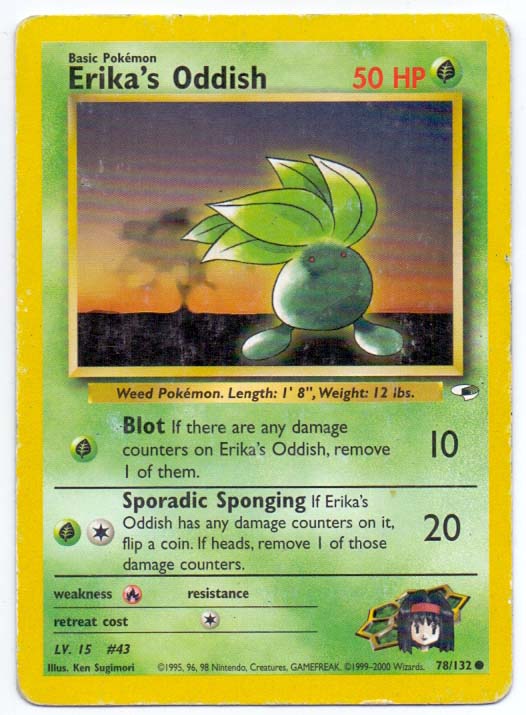 Basic Pokémon
Erika's Oddish
50 HP
Weed Pokémon. Length: 1' 8", Weight: 12 lbs.
Blot If there are any damage
counters on Erika's Oddish, remove
1 of them.
10
Sporadic Sponging If Erika's
Oddish has any damage counters on it,
flip a coin. If heads, remove 1 of those
damage counters.
20
weakness
resistance
retreat cost
LV. 15 #43
Illus. Ken Sugimori
©1995, 96, 98 Nintendo, Creatures, GAMEFREAK. ©1999-2000 Wizards.
78/132